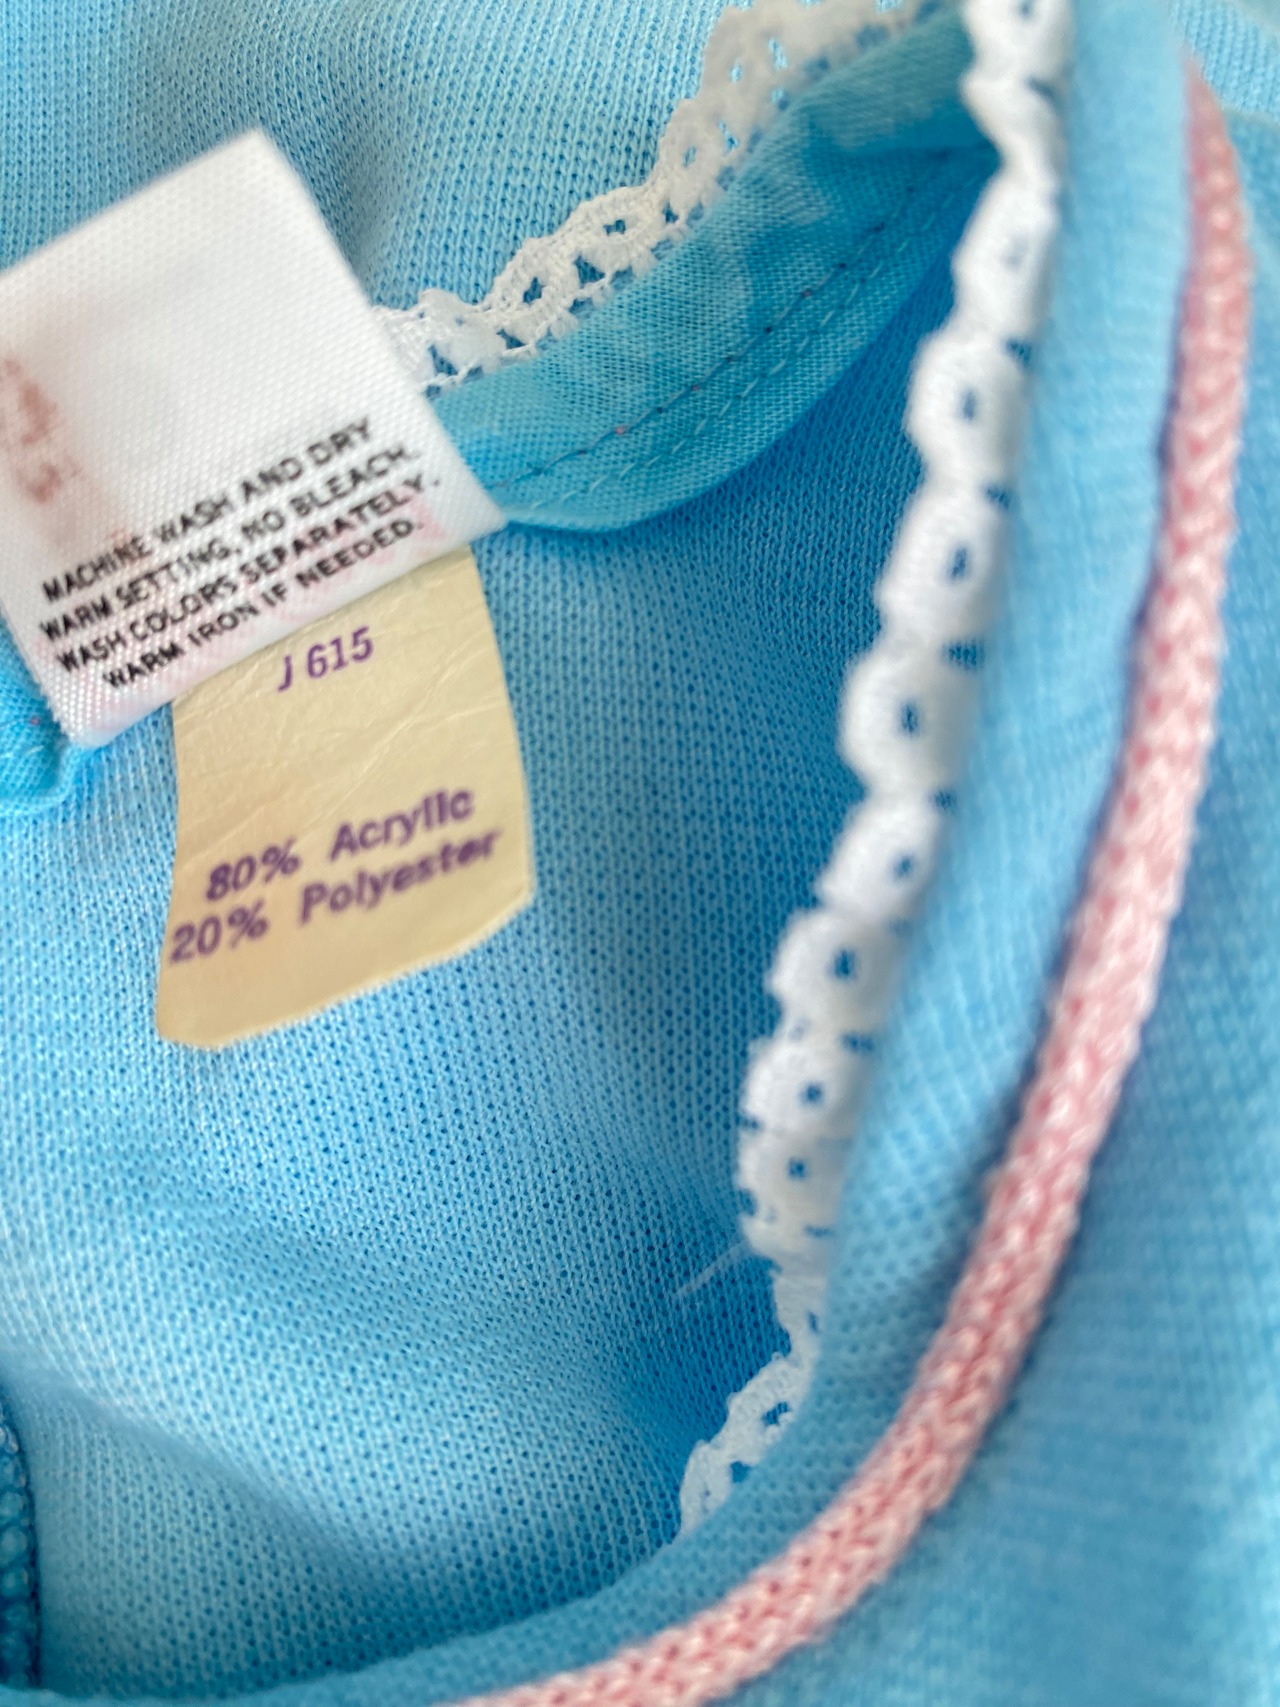 MACHINE WASH AND DRY
WARM SETTING, NO BLEACH.
WASH COLORS SEPARATELY.
WARM IRON IF NEEDED.
J 615
80% Acrylic
20% Polyester